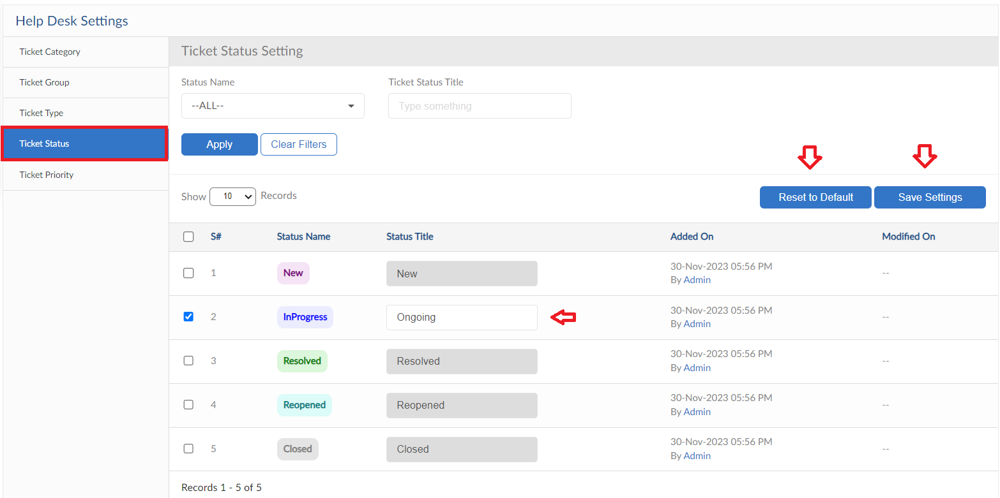 Help Desk Settings
Ticket Category
Ticket Group
Ticket Type
Ticket Status
Ticket Priority
Ticket Status Setting
Status Name Ticket Status Title
--ALL-- Type something
Apply Clear Filters
Show 10 Records Reset to Default Save Settings
S# Status Name Status Title Added On Modified On
1 New New 30-Nov-2023 05:56 PM --
By Admin
2 InProgress Ongoing 30-Nov-2023 05:56 PM --
By Admin
3 Resolved Resolved 30-Nov-2023 05:56 PM --
By Admin
4 Reopened Reopened 30-Nov-2023 05:56 PM --
By Admin
5 Closed Closed 30-Nov-2023 05:56 PM --
By Admin
Records 1 - 5 of 5